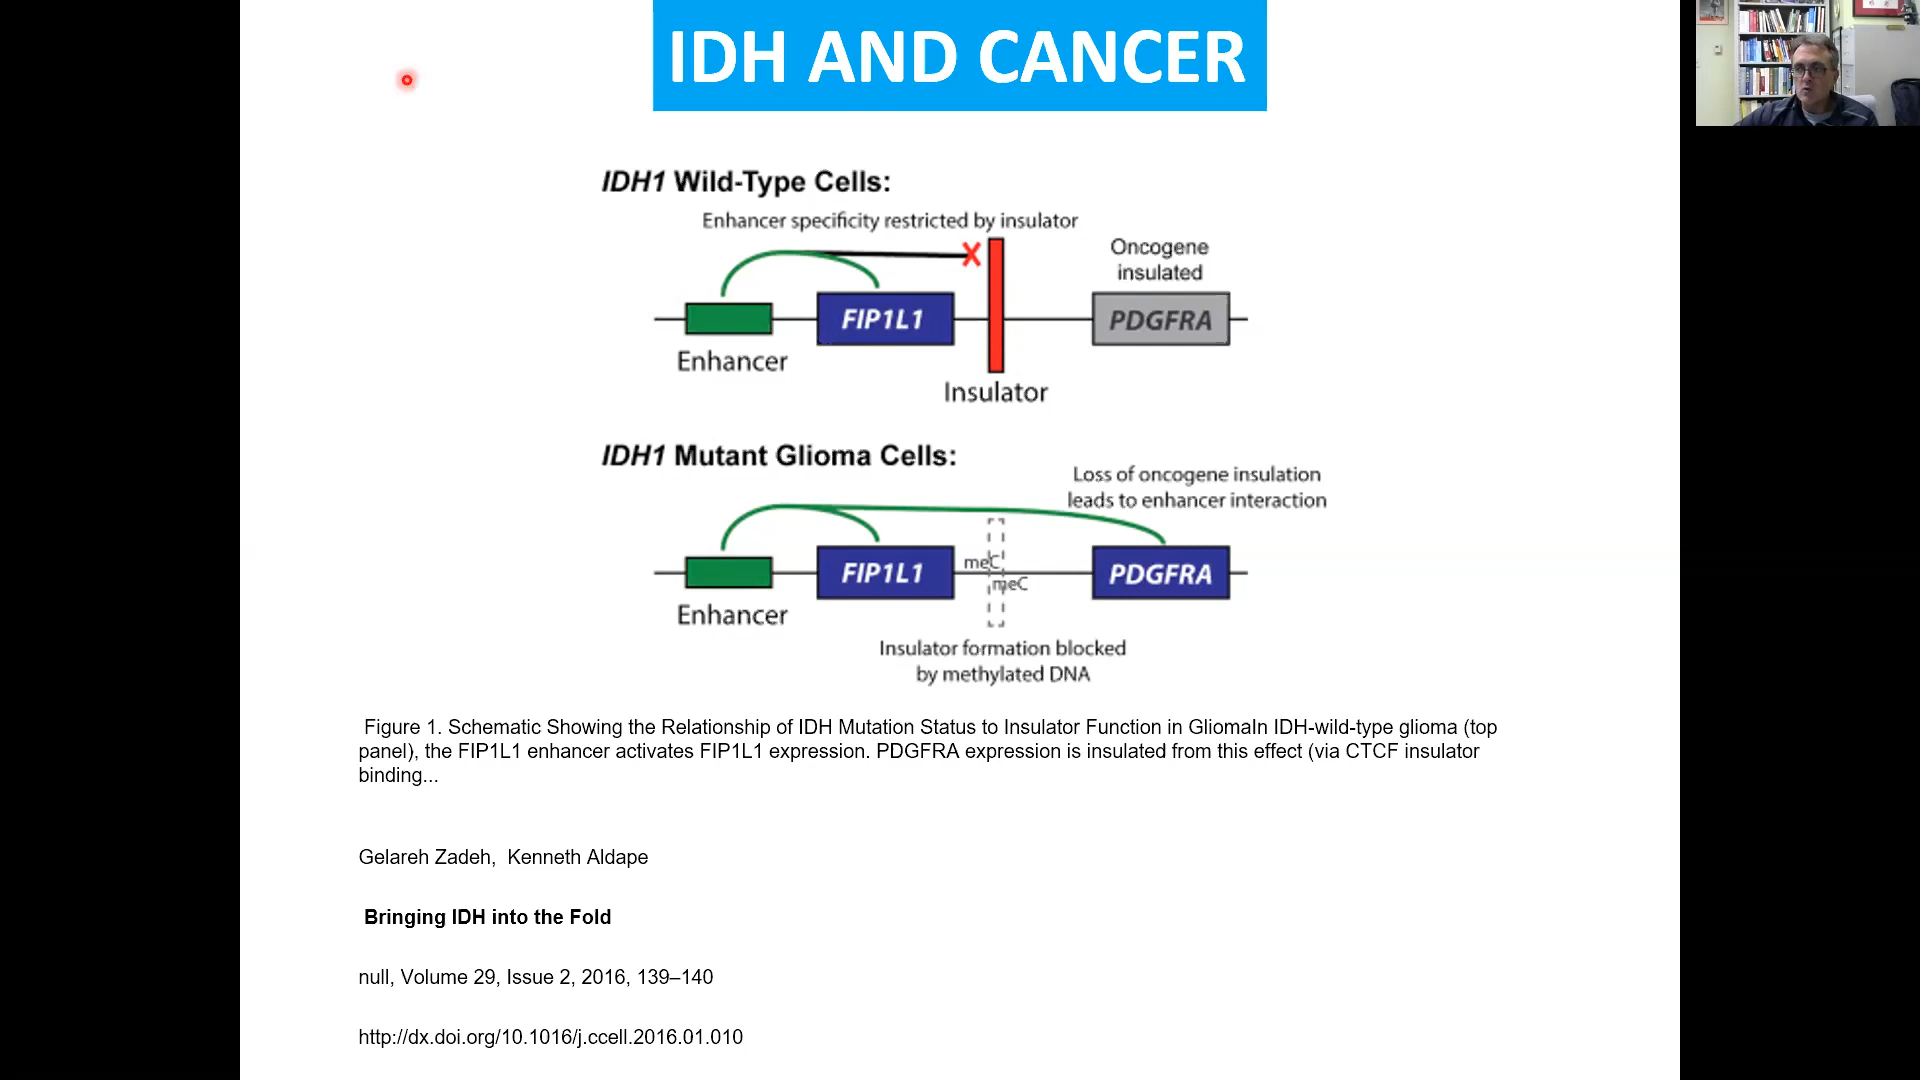 IDH AND CANCER
IDH1 Wild-Type Cells:
Enhancer specificity restricted by insulator
X
Oncogene
insulated
FIP1L1
PDGFRA
Enhancer
Insulator
IDH1 Mutant Glioma Cells:
Loss of oncogene insulation
leads to enhancer interaction
FIP1L1
meC
meC
PDGFRA
Enhancer
Insulator formation blocked
by methylated DNA
Figure 1. Schematic Showing the Relationship of IDH Mutation Status to Insulator Function in GliomaIn IDH-wild-type glioma (top
panel), the FIP1L1 enhancer activates FIP1L1 expression. PDGFRA expression is insulated from this effect (via CTCF insulator
binding...
Gelareh Zadeh, Kenneth Aldape
Bringing IDH into the Fold
null, Volume 29, Issue 2, 2016, 139–140
http://dx.doi.org/10.1016/j.ccell.2016.01.010